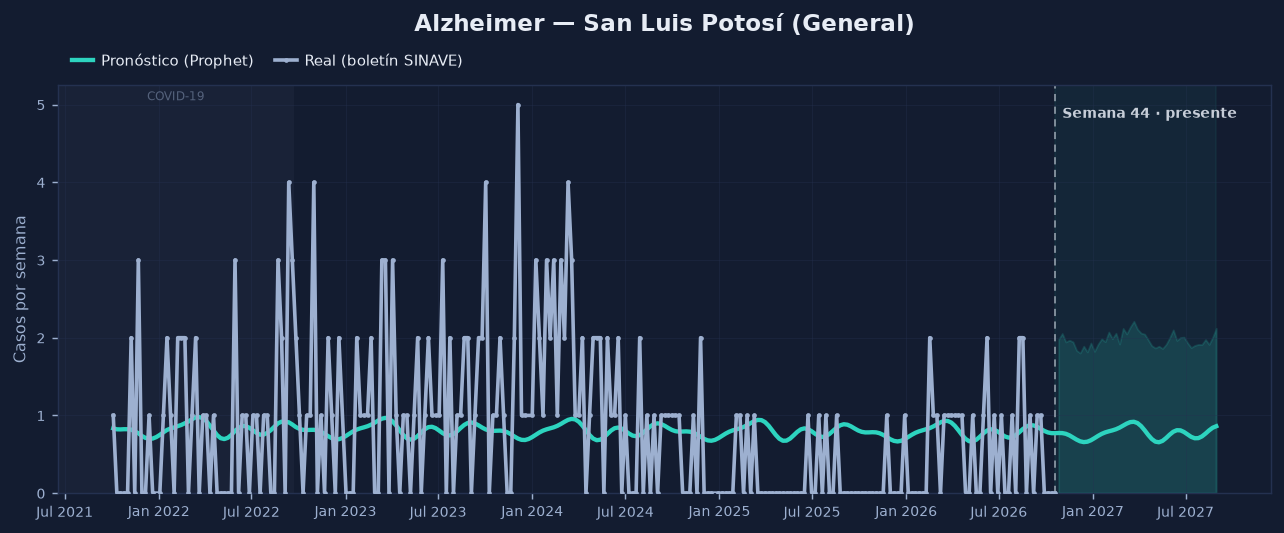 Alzheimer — San Luis Potosí (General)
Pronóstico (Prophet)
Real (boletín SINAVE)
COVID-19
Semana 44 · presente
Casos por semana
5
4
3
2
1
0
Jul 2021
Jan 2022
Jul 2022
Jan 2023
Jul 2023
Jan 2024
Jul 2024
Jan 2025
Jul 2025
Jan 2026
Jul 2026
Jan 2027
Jul 2027